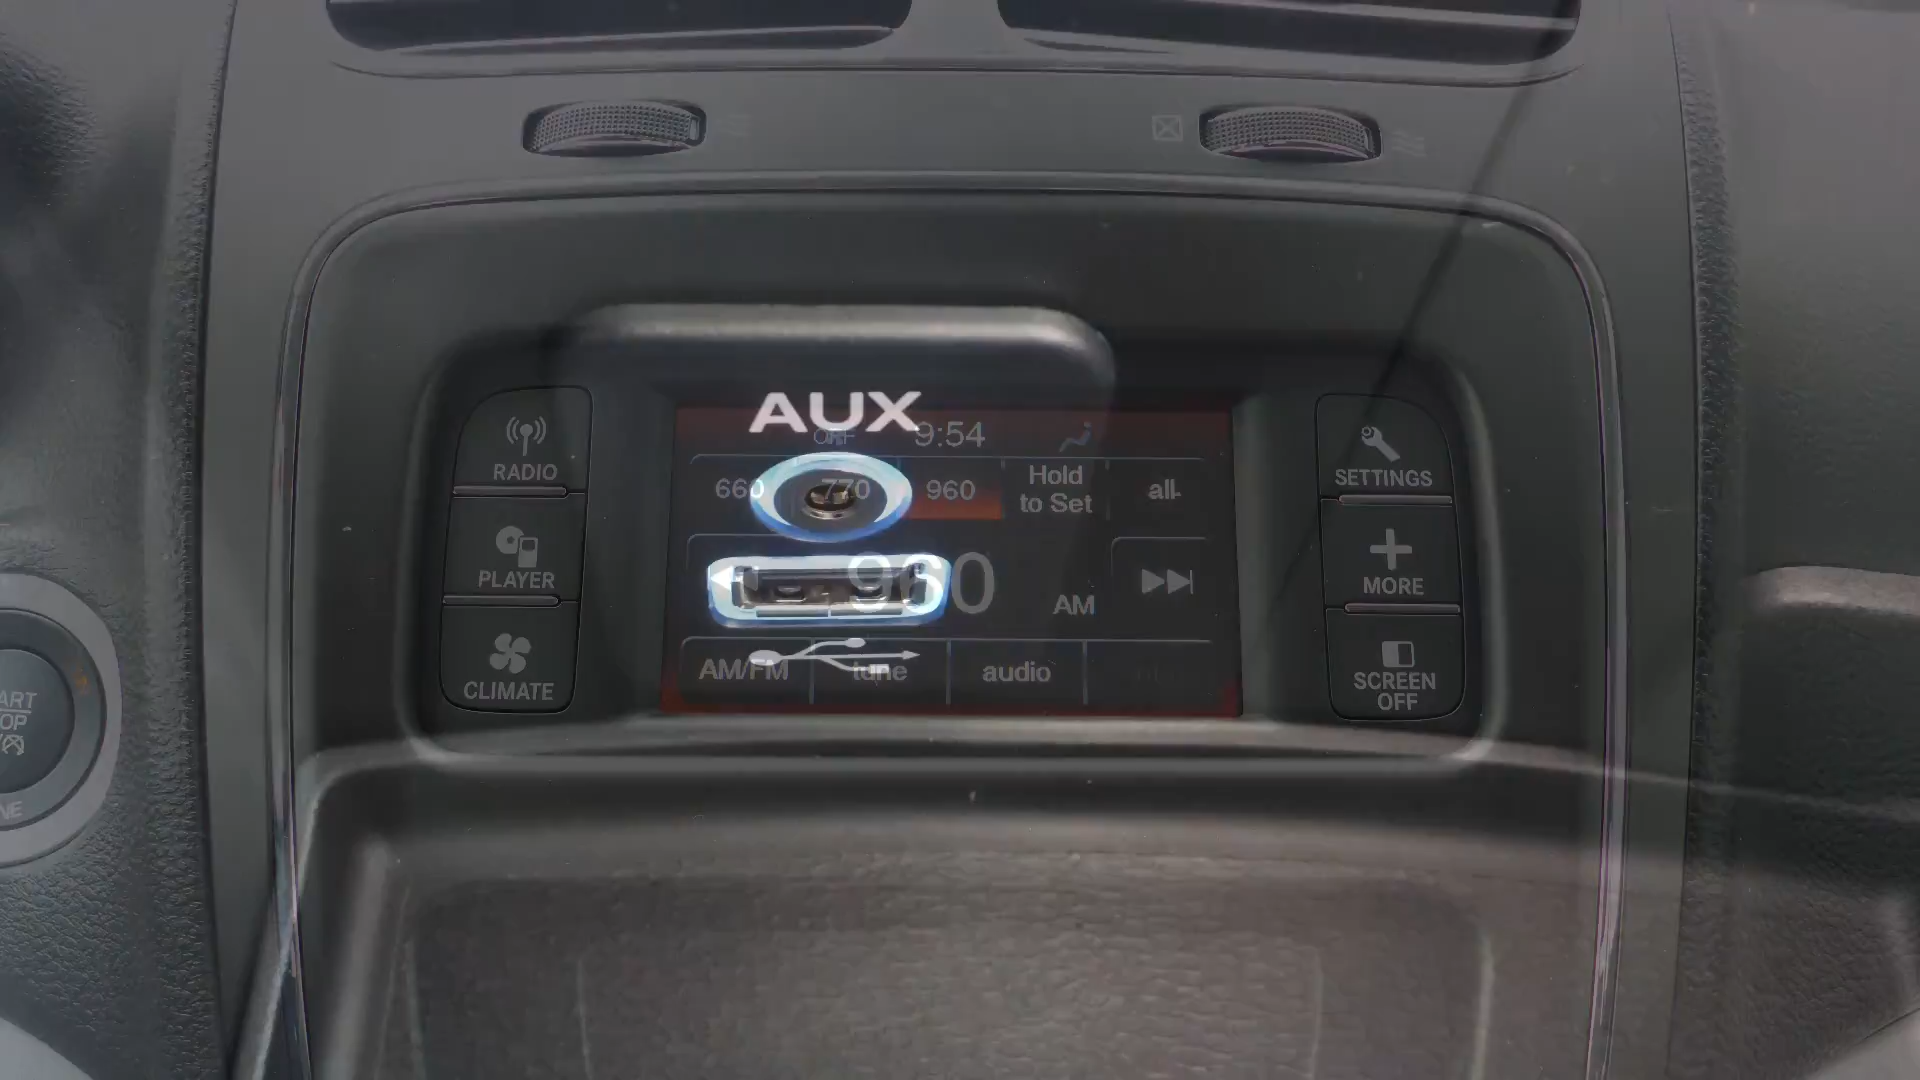 AUX
OFF 9:54
660 770 960 Hold to Set all
960 AM
AM/FM tune audio
RADIO
PLAYER
CLIMATE
SETTINGS
MORE
SCREEN
OFF